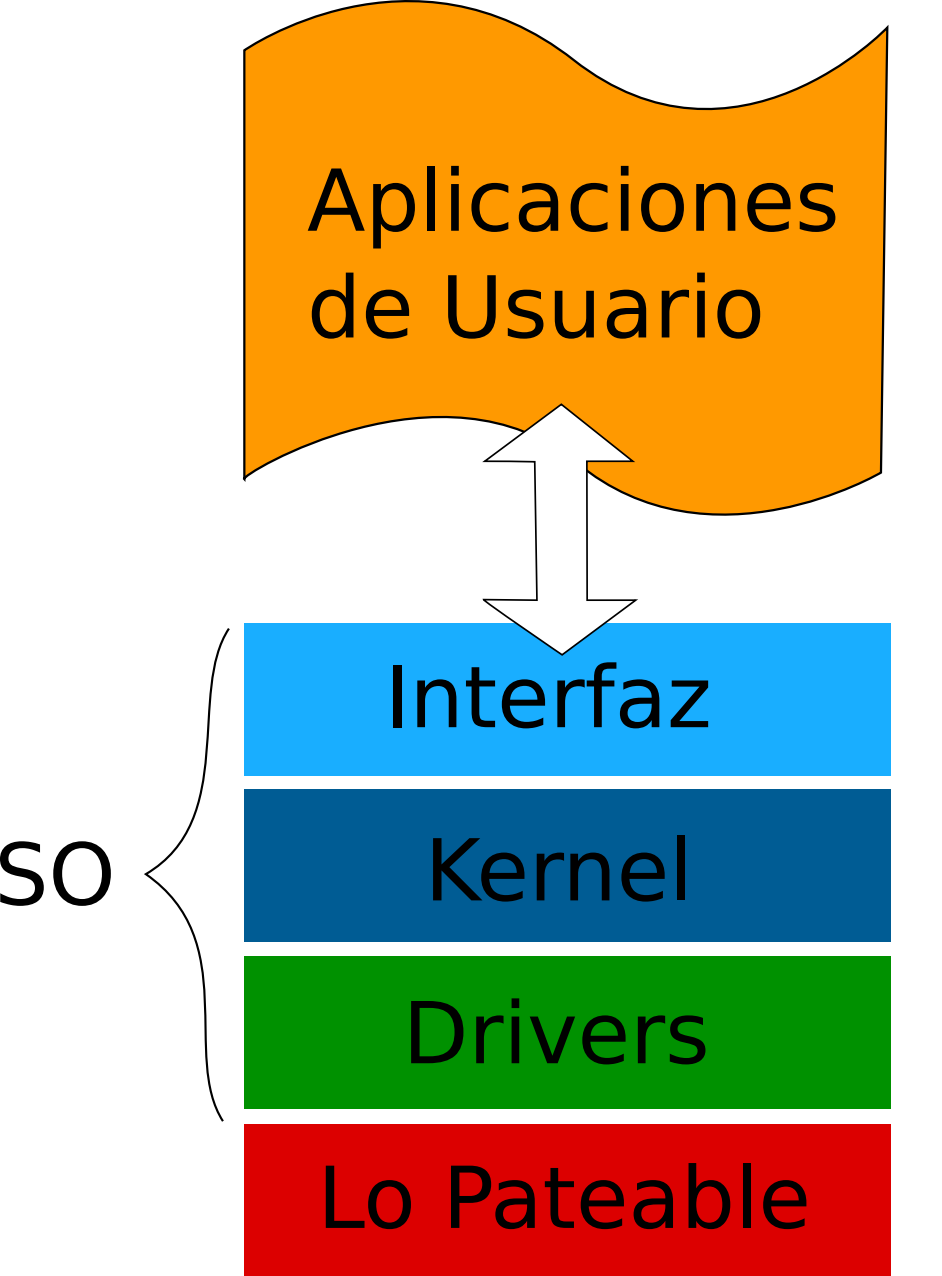 Aplicaciones
de Usuario
Interfaz
SO
Kernel
Drivers
Lo Pateable